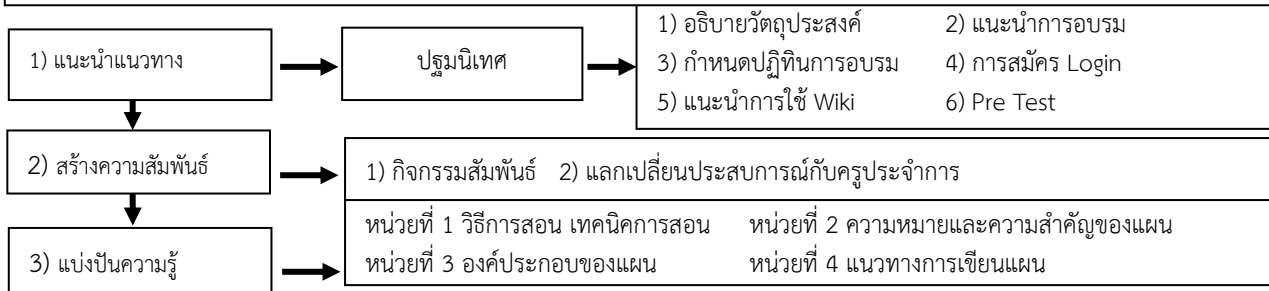 1) แนะนำแนวทาง
ปฐมนิเทศ
1) อธิบายวัตถุประสงค์ 2) แนะนำการอบรม
3) กำหนดปฏิทินการอบรม 4) การสมัคร Login
5) แนะนำการใช้ Wiki 6) Pre Test
2) สร้างความสัมพันธ์
1) กิจกรรมสัมพันธ์ 2) แลกเปลี่ยนประสบการณ์กับครูประจำการ
3) แบ่งปันความรู้
หน่วยที่ 1 วิธีการสอน เทคนิคการสอน หน่วยที่ 2 ความหมายและความสำคัญของแผน
หน่วยที่ 3 องค์ประกอบของแผน หน่วยที่ 4 แนวทางการเขียนแผน